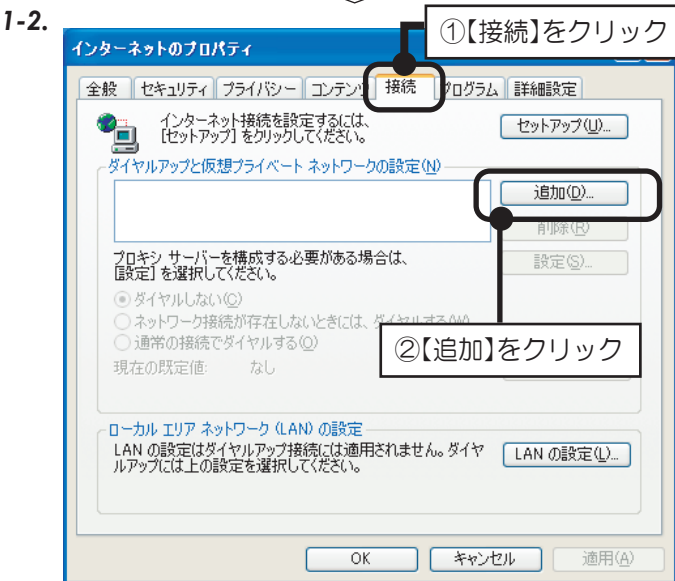 1-2.
①【接続】をクリック
インターネットのプロパティ
全般 セキュリティ プライバシー コンテンツ 接続 プログラム 詳細設定
インターネット接続を設定するには、
[セットアップ] をクリックしてください。
セットアップ(U)...
ダイヤルアップと仮想プライベート ネットワークの設定(N)
追加(D)...
削除(R)
プロキシ サーバーを構成する必要がある場合は、
[設定] を選択してください。
設定(S)...
ダイヤルしない(C)
ネットワーク接続が存在しないときには、ダイヤルする(W)
通常の接続でダイヤルする(O)
②【追加】をクリック
現在の既定値: なし
ローカル エリア ネットワーク (LAN) の設定
LAN の設定はダイヤルアップ接続には適用されません。ダイヤ
ルアップには上の設定を選択してください。
LAN の設定(L)...
OK キャンセル 適用(A)